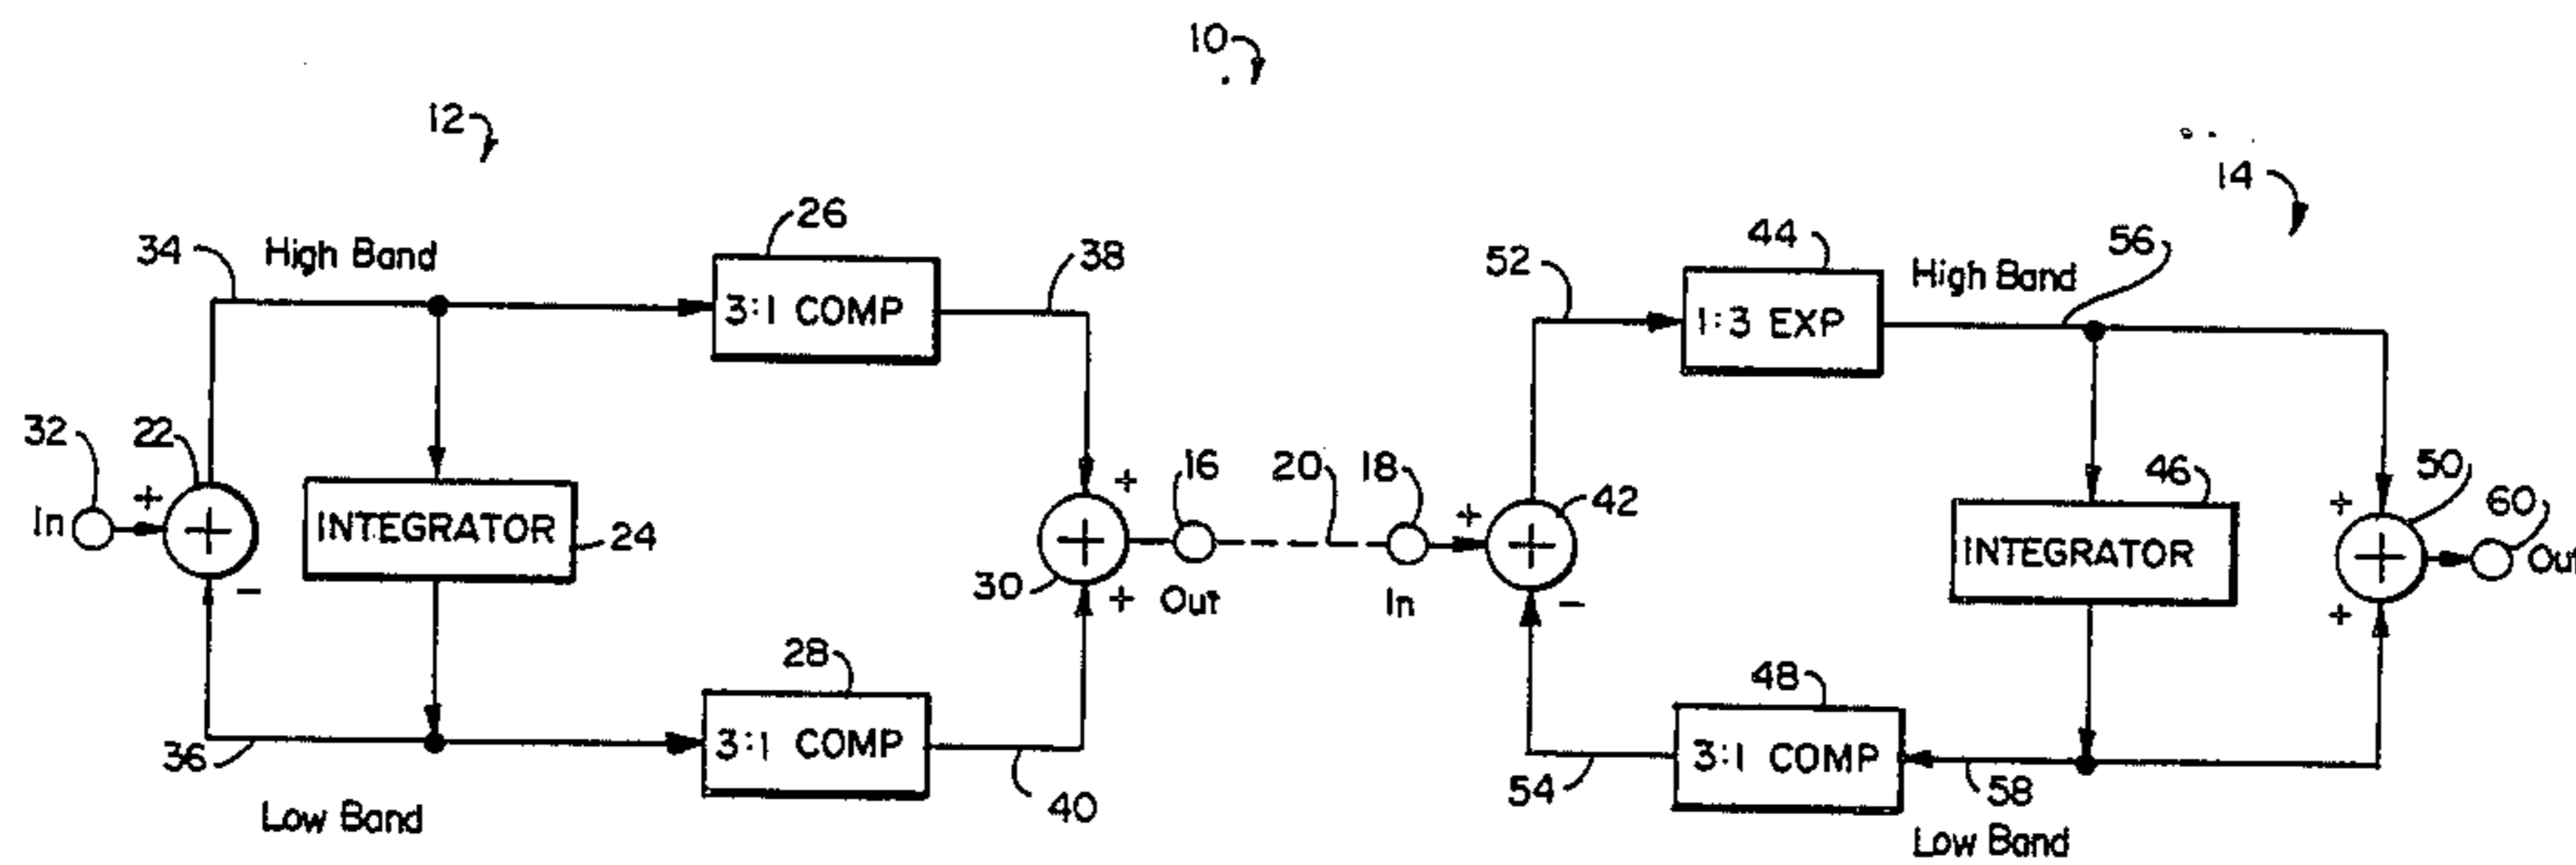 10
12
14
26
44
34
High Band
38
52
56
High Band
3:1 COMP
1:3 EXP
32
22
+
+
16
20
18
+
42
46
50
+
60
In
+
INTEGRATOR
24
+
+
INTEGRATOR
+
-
30
+
Out
In
-
+
28
48
36
3:1 COMP
40
54
3:1 COMP
58
Low Band
Low Band